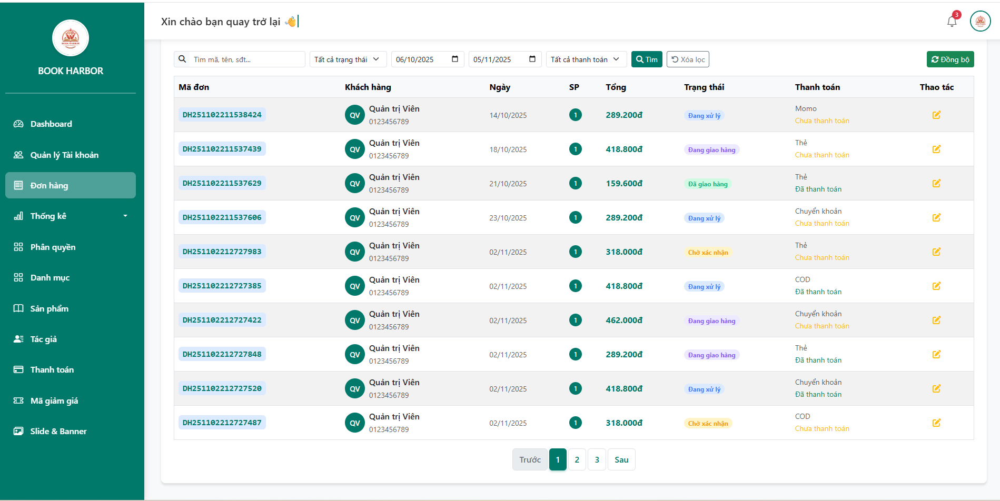 BOOK HARBOR
BOOK HARBOR
Dashboard
Quản lý Tài khoản
Đơn hàng
Thống kê
Phân quyền
Danh mục
Sản phẩm
Tác giả
Thanh toán
Mã giảm giá
Slide & Banner
Xin chào bạn quay trở lại 👋
3
Tìm mã, tên, sđt... Tất cả trạng thái 06/10/2025 05/11/2025 Tất cả thanh toán Tìm Xóa lọc Đồng bộ
Mã đơn Khách hàng Ngày SP Tổng Trạng thái Thanh toán Thao tác
DH251102211538424 QV Quản trị Viên 0123456789 14/10/2025 1 289.200đ Đang xử lý Momo Chưa thanh toán
DH251102211537439 QV Quản trị Viên 0123456789 18/10/2025 1 418.800đ Đang giao hàng Thẻ Chưa thanh toán
DH251102211537629 QV Quản trị Viên 0123456789 21/10/2025 1 159.600đ Đã giao hàng Thẻ Đã thanh toán
DH251102211537606 QV Quản trị Viên 0123456789 23/10/2025 1 289.200đ Đang xử lý Chuyển khoản Chưa thanh toán
DH251102212727983 QV Quản trị Viên 0123456789 02/11/2025 1 318.000đ Chờ xác nhận Thẻ Chưa thanh toán
DH251102212727385 QV Quản trị Viên 0123456789 02/11/2025 1 418.800đ Đang xử lý COD Đã thanh toán
DH251102212727422 QV Quản trị Viên 0123456789 02/11/2025 1 462.000đ Đang giao hàng Chuyển khoản Chưa thanh toán
DH251102212727848 QV Quản trị Viên 0123456789 02/11/2025 1 289.200đ Đang giao hàng Thẻ Đã thanh toán
DH251102212727520 QV Quản trị Viên 0123456789 02/11/2025 1 418.800đ Đang xử lý Chuyển khoản Đã thanh toán
DH251102212727487 QV Quản trị Viên 0123456789 02/11/2025 1 318.000đ Chờ xác nhận COD Chưa thanh toán
Trước 1 2 3 Sau